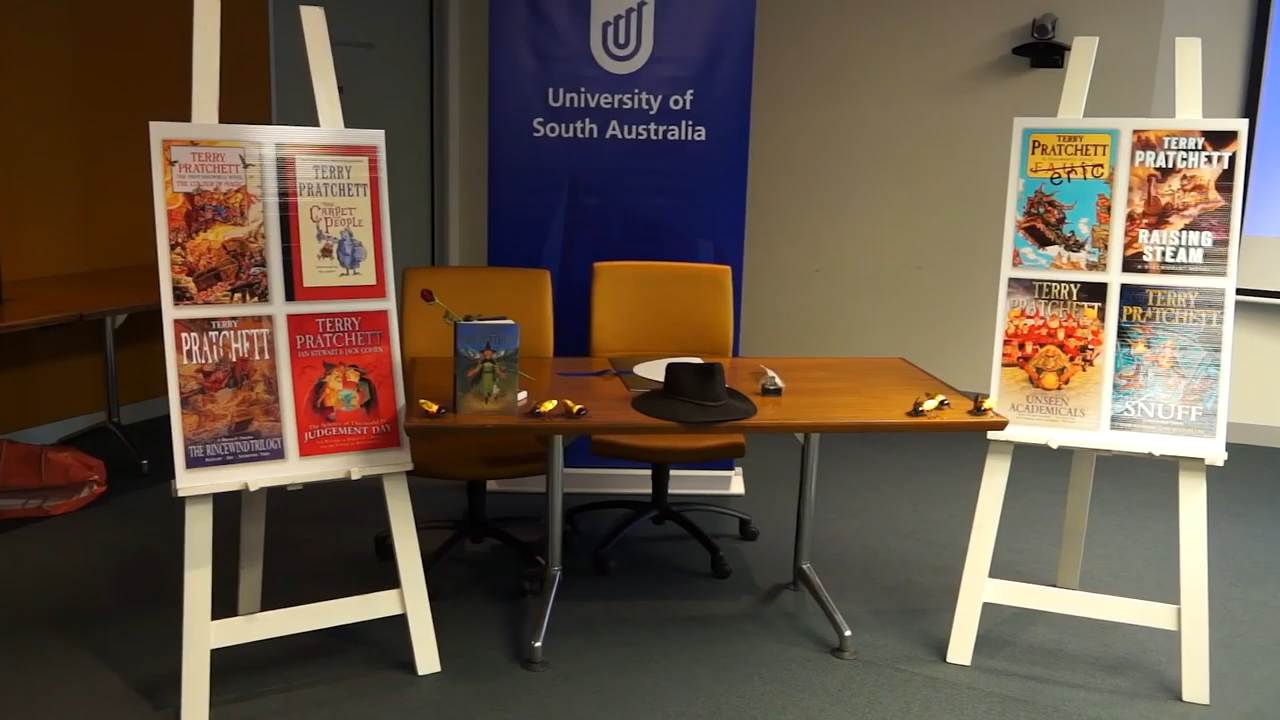 University of
South Australia
TERRY
PRATCHETT
THE COLOUR OF MAGIC
TERRY
PRATCHETT
THE
CARPET
PEOPLE
TERRY
PRATCHETT
THE RINCEWIND TRILOGY
TERRY
PRATCHETT
IAN STEWART & JACK COHEN
JUDGEMENT DAY
TERRY
PRATCHETT
FAUST
eric
TERRY
PRATCHETT
RAISING
STEAM
TERRY
PRATCHETT
UNSEEN
ACADEMICALS
TERRY
PRATCHETT
SNUFF